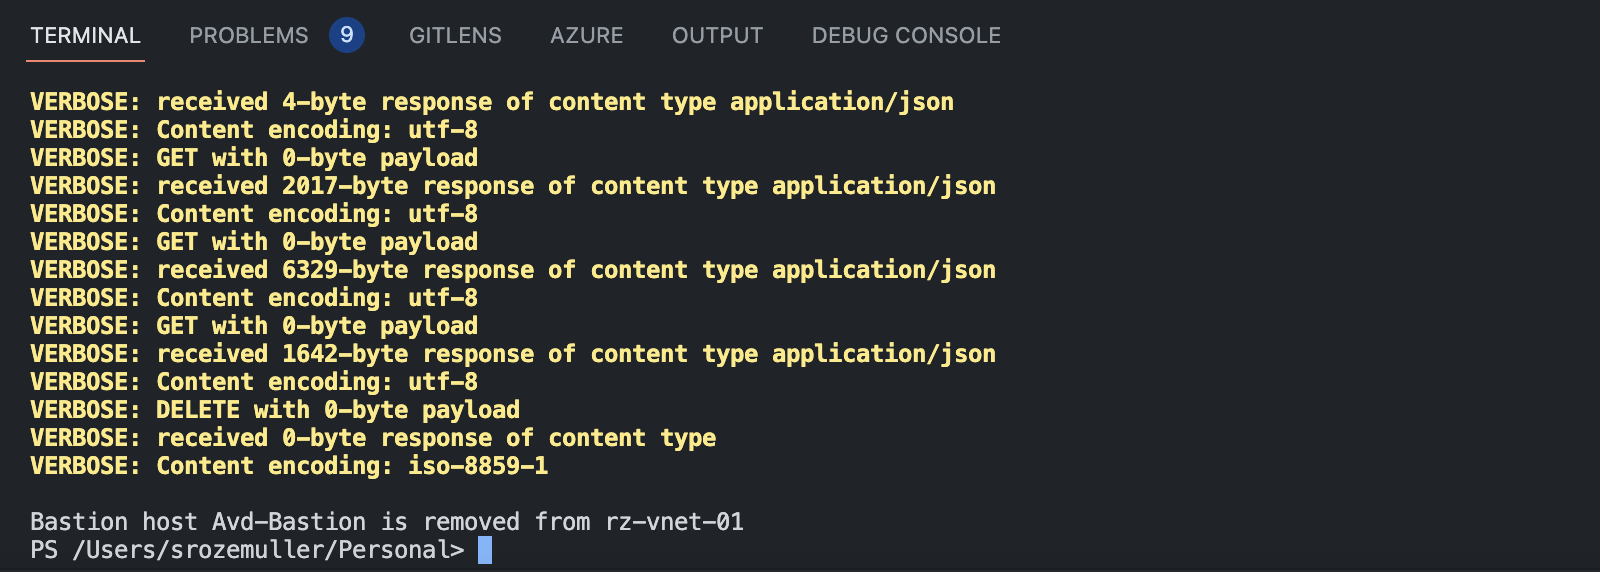 TERMINAL PROBLEMS 9 GITLENS AZURE OUTPUT DEBUG CONSOLE
VERBOSE: received 4-byte response of content type application/json
VERBOSE: Content encoding: utf-8
VERBOSE: GET with 0-byte payload
VERBOSE: received 2017-byte response of content type application/json
VERBOSE: Content encoding: utf-8
VERBOSE: GET with 0-byte payload
VERBOSE: received 6329-byte response of content type application/json
VERBOSE: Content encoding: utf-8
VERBOSE: GET with 0-byte payload
VERBOSE: received 1642-byte response of content type application/json
VERBOSE: Content encoding: utf-8
VERBOSE: DELETE with 0-byte payload
VERBOSE: received 0-byte response of content type
VERBOSE: Content encoding: iso-8859-1
Bastion host Avd-Bastion is removed from rz-vnet-01
PS /Users/srozemuller/Personal>